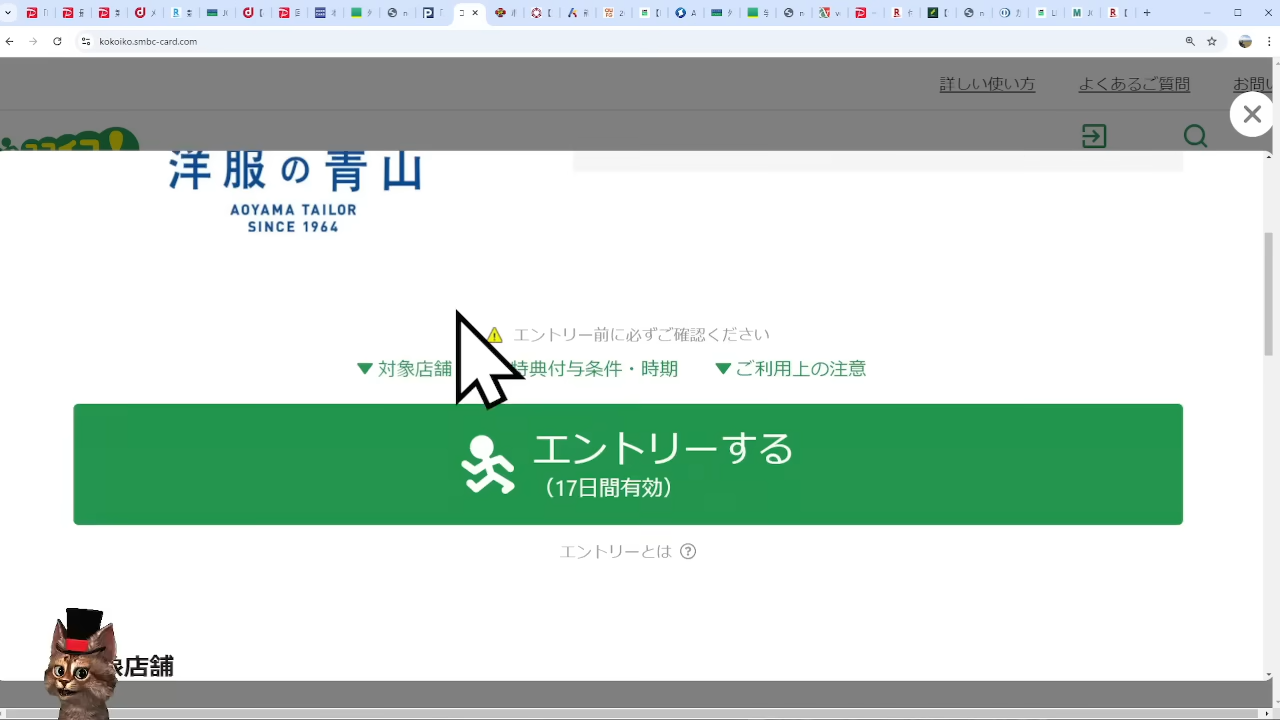 kokoiko.smbc-card.com
詳しい使い方 よくあるご質問 お問い
洋服の青山
AOYAMA TAILOR
SINCE 1964
エントリー前に必ずご確認ください
対象店舗 特典付与条件・時期 ご利用上の注意
エントリーする
(17日間有効)
エントリーとは ?
象店舗